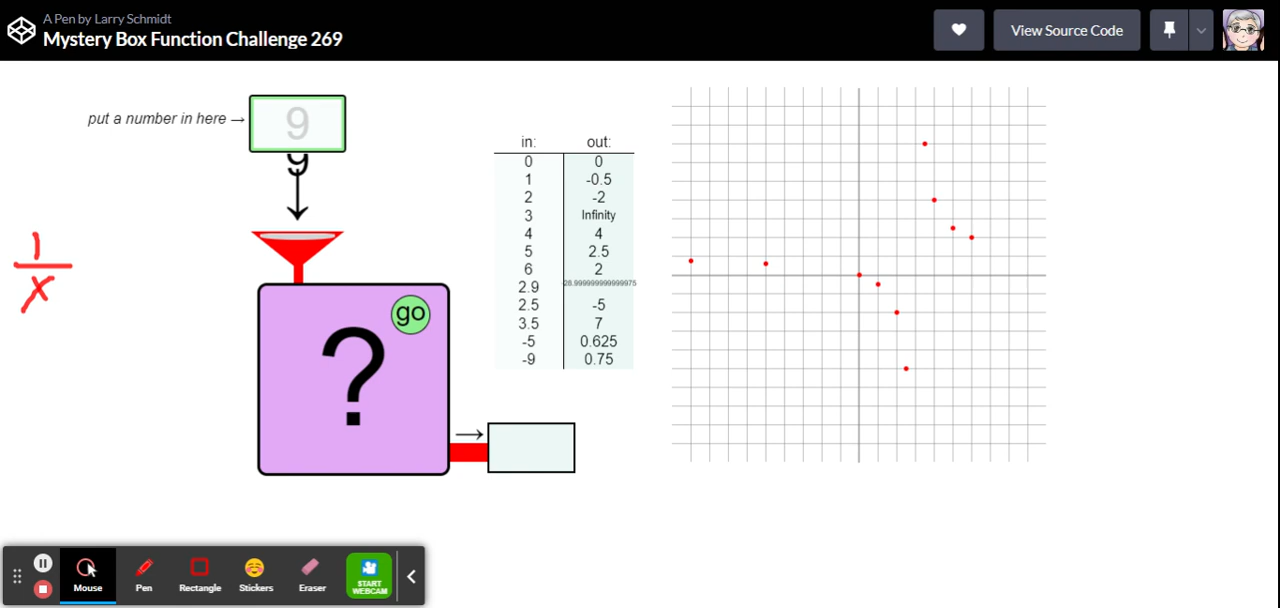 A Pen by Larry Schmidt
Mystery Box Function Challenge 269
View Source Code
put a number in here →
9
9
in: out:
0 0
1 -0.5
2 -2
3 Infinity
4 4
5 2.5
6 2
2.9 28.999999999999975
2.5 -5
3.5 7
-5 0.625
-9 0.75
1
x
go
?
→
Mouse
Pen
Rectangle
Stickers
Eraser
START
WEBCAM